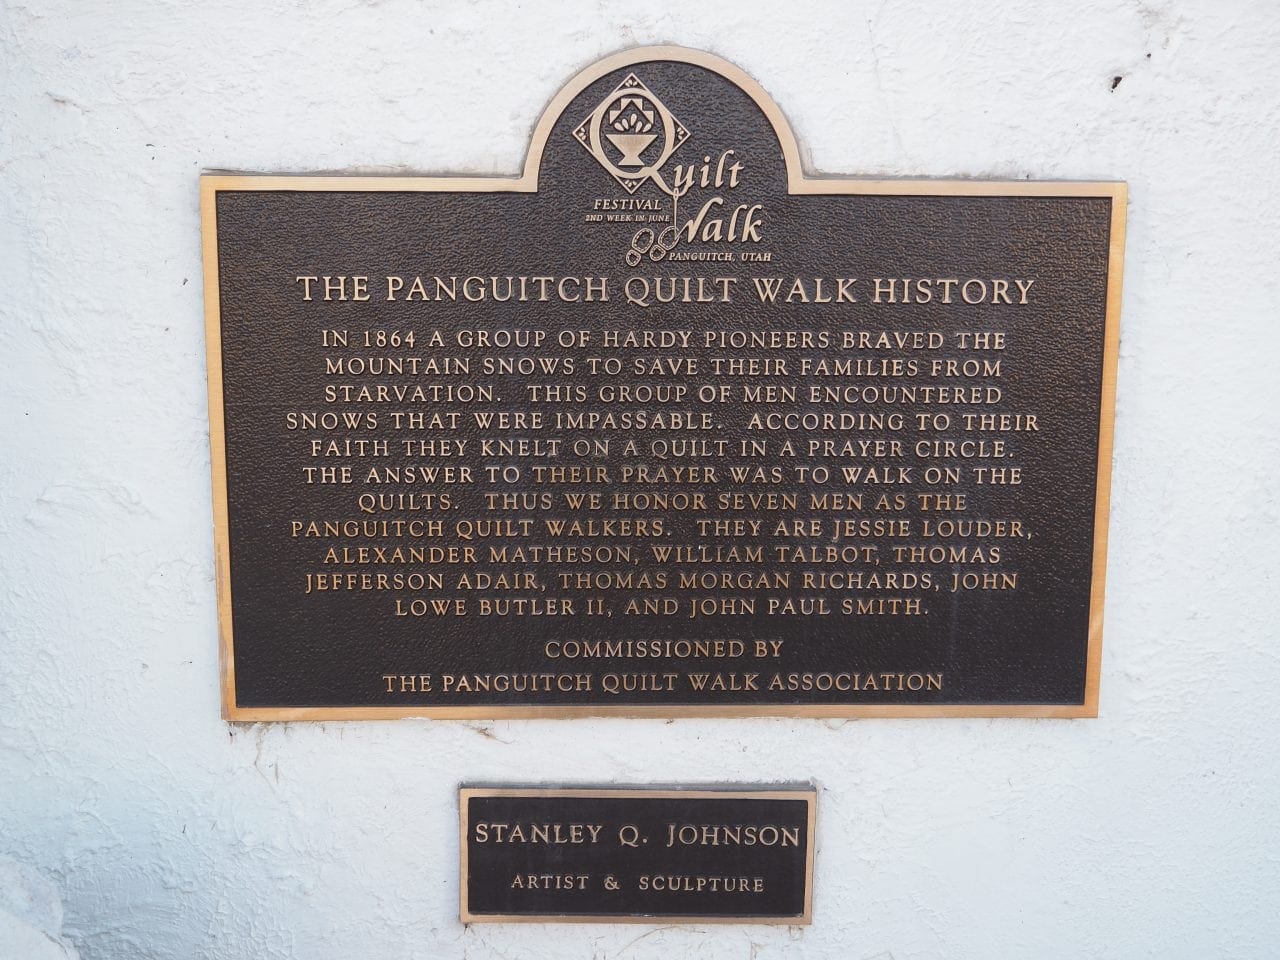 Quilt
FESTIVAL
2ND WEEK IN JUNE
Walk
PANGUITCH, UTAH
THE PANGUITCH QUILT WALK HISTORY
IN 1864 A GROUP OF HARDY PIONEERS BRAVED THE
MOUNTAIN SNOWS TO SAVE THEIR FAMILIES FROM
STARVATION. THIS GROUP OF MEN ENCOUNTERED
SNOWS THAT WERE IMPASSABLE. ACCORDING TO THEIR
FAITH THEY KNELT ON A QUILT IN A PRAYER CIRCLE.
THE ANSWER TO THEIR PRAYER WAS TO WALK ON THE
QUILTS. THUS WE HONOR SEVEN MEN AS THE
PANGUITCH QUILT WALKERS. THEY ARE JESSIE LOUDER,
ALEXANDER MATHESON, WILLIAM TALBOT, THOMAS
JEFFERSON ADAIR, THOMAS MORGAN RICHARDS, JOHN
LOWE BUTLER II, AND JOHN PAUL SMITH.
COMMISSIONED BY
THE PANGUITCH QUILT WALK ASSOCIATION
STANLEY Q. JOHNSON
ARTIST & SCULPTURE